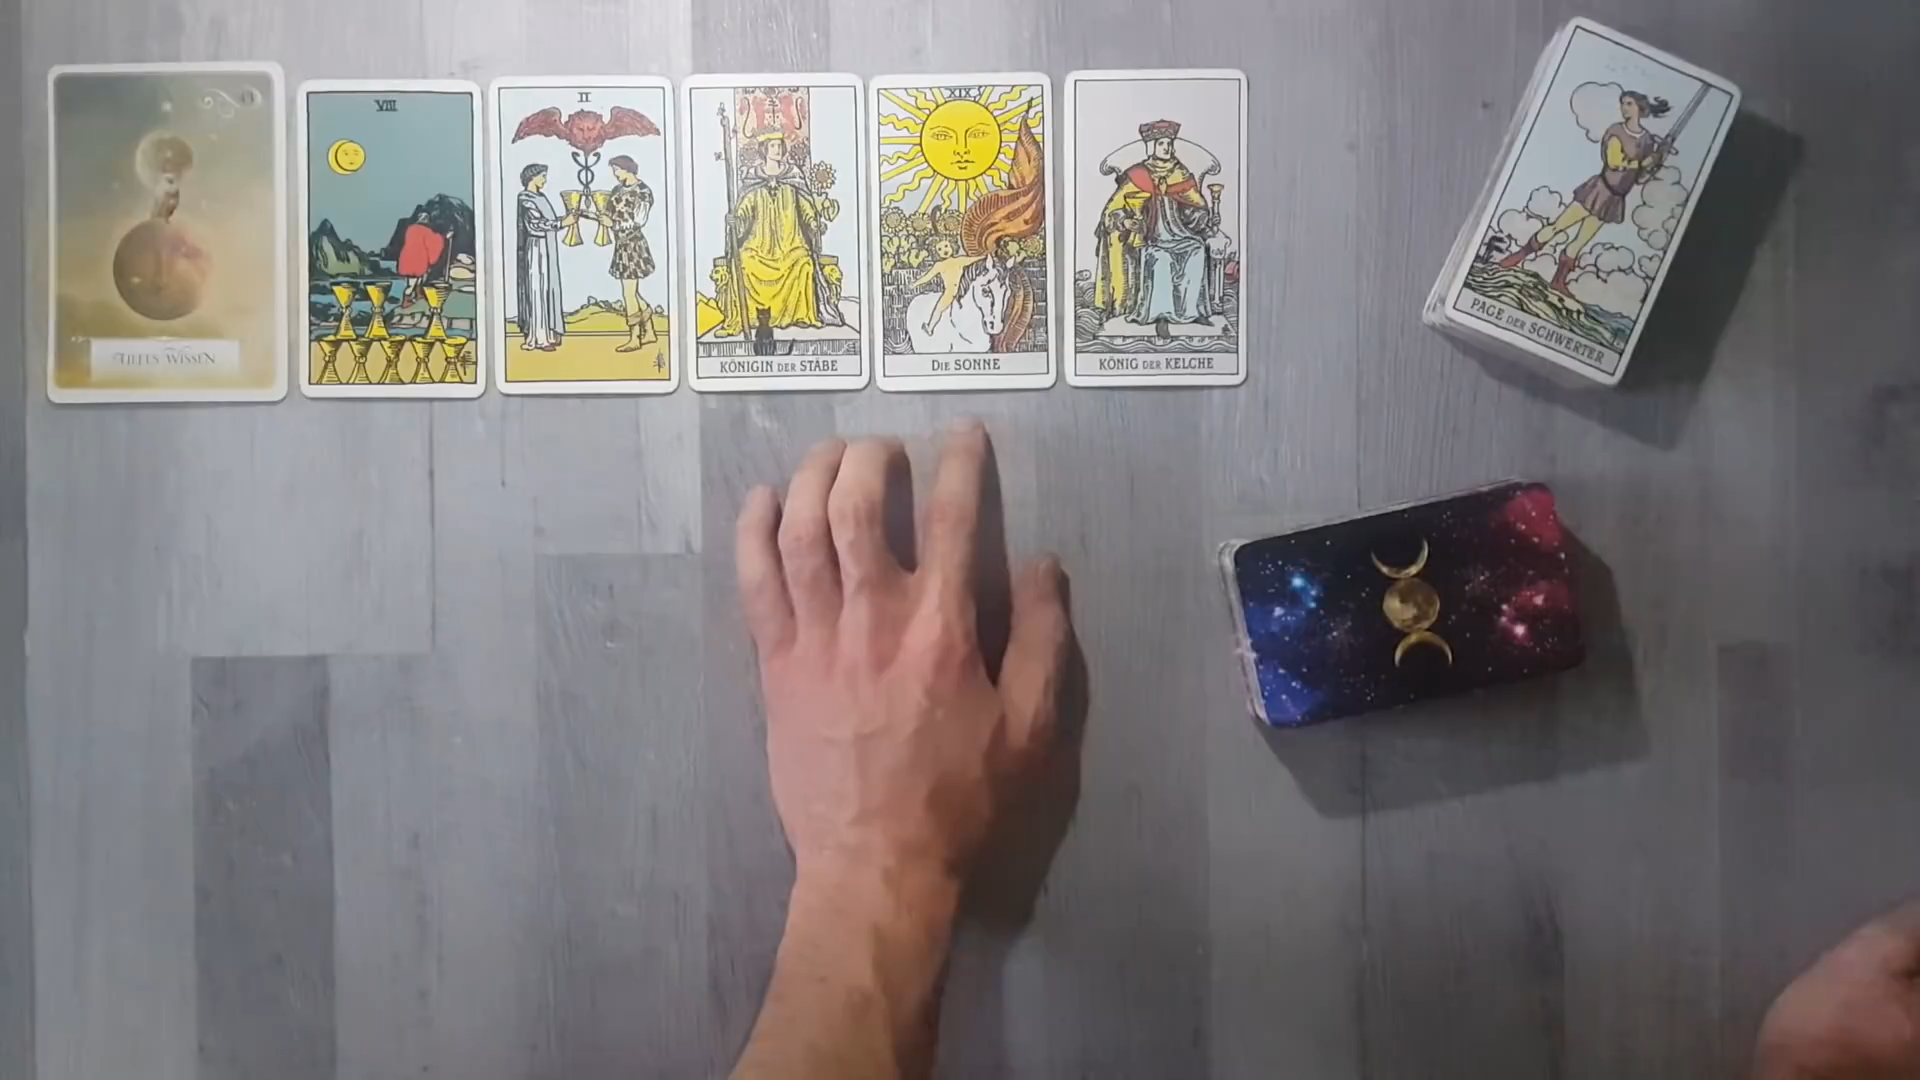 TIEFES WISSEN
VIII
II
KÖNIGIN DER STÄBE
XIX
DIE SONNE
KÖNIG DER KELCHE
PAGE DER SCHWERTER